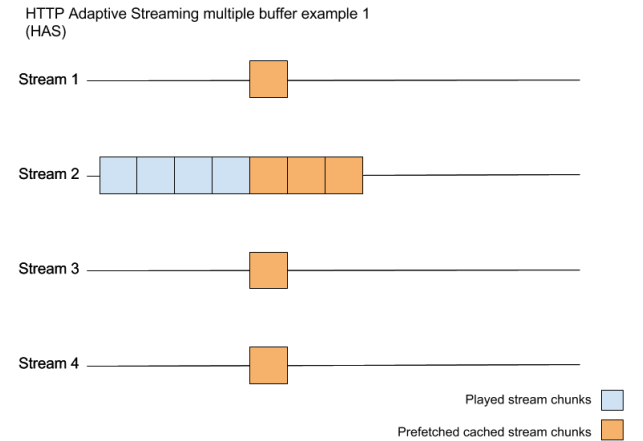 HTTP Adaptive Streaming multiple buffer example 1
(HAS)
Stream 1
Stream 2
Stream 3
Stream 4
Played stream chunks
Prefetched cached stream chunks